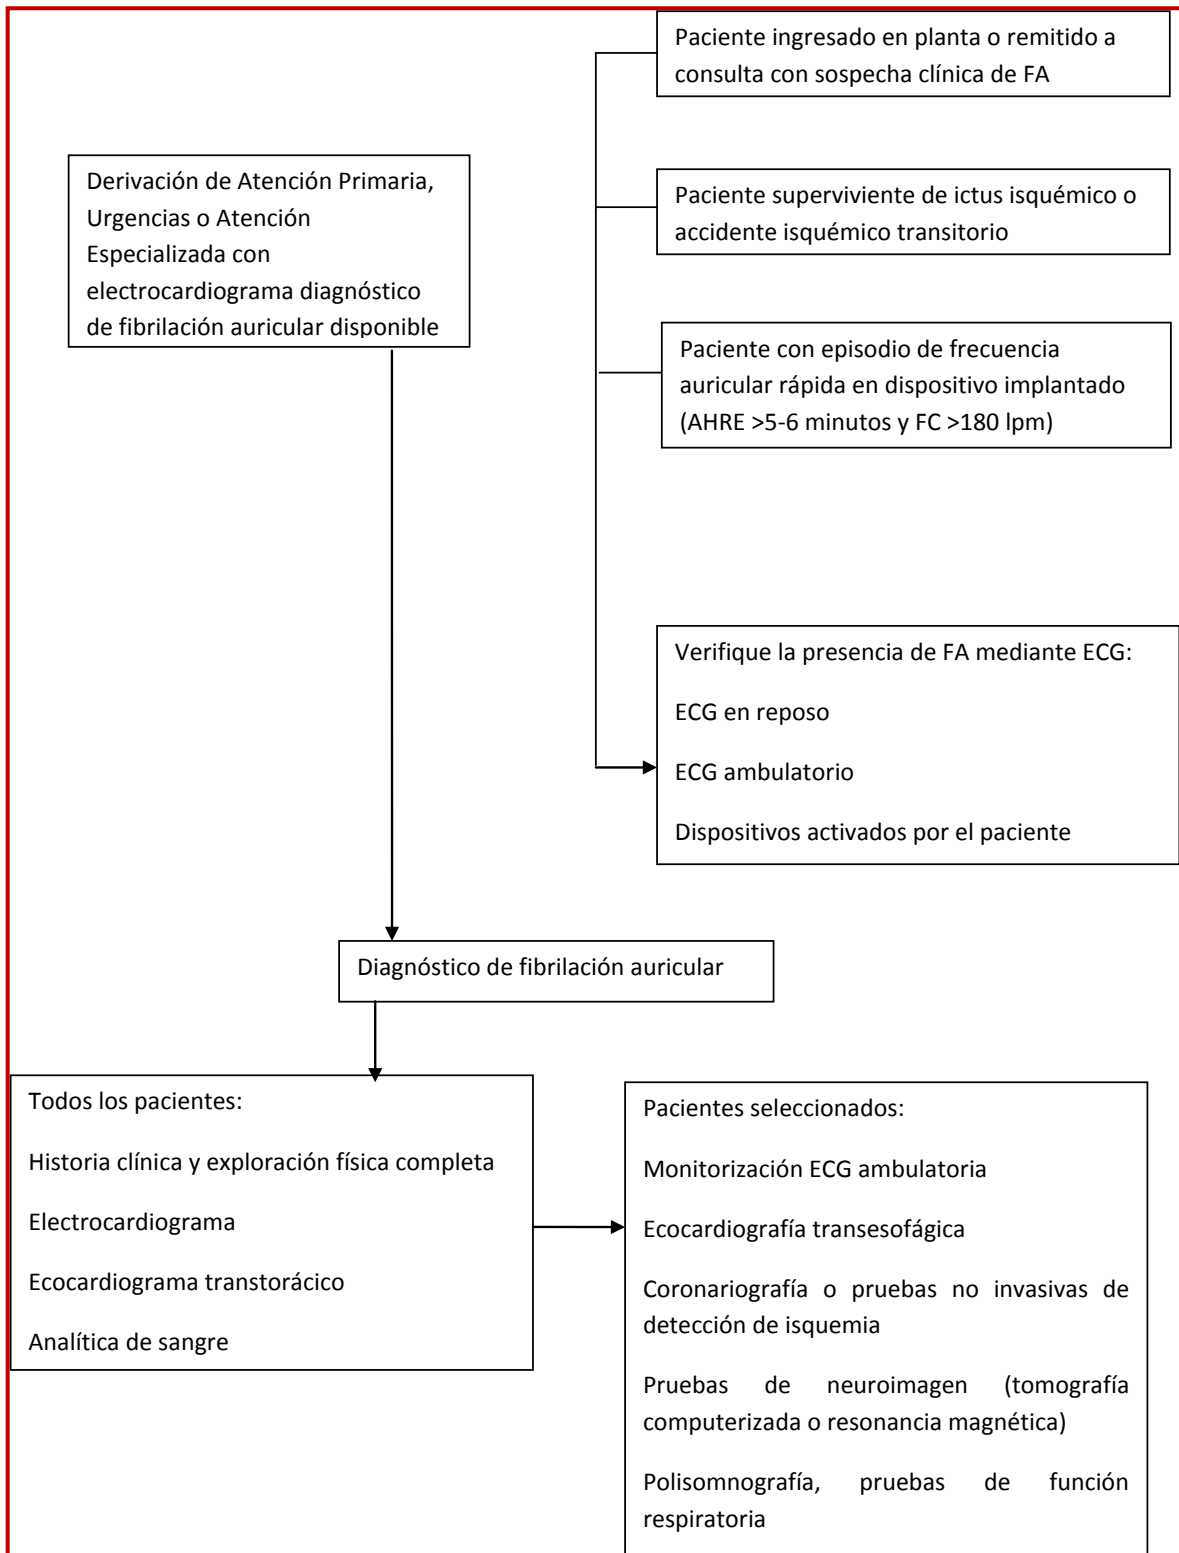 Paciente ingresado en planta o remitido a
consulta con sospecha clínica de FA
Derivación de Atención Primaria,
Urgencias o Atención
Especializada con
electrocardiograma diagnóstico
de fibrilación auricular disponible
Paciente superviviente de ictus isquémico o
accidente isquémico transitorio
Paciente con episodio de frecuencia
auricular rápida en dispositivo implantado
(AHRE >5-6 minutos y FC >180 lpm)
Verifique la presencia de FA mediante ECG:
ECG en reposo
ECG ambulatorio
Dispositivos activados por el paciente
Diagnóstico de fibrilación auricular
Todos los pacientes:
Historia clínica y exploración física completa
Electrocardiograma
Ecocardiograma transtorácico
Analítica de sangre
Pacientes seleccionados:
Monitorización ECG ambulatoria
Ecocardiografía transesofágica
Coronariografía o pruebas no invasivas de
detección de isquemia
Pruebas de neuroimagen (tomografía
computerizada o resonancia magnética)
Polisomnografía, pruebas de función
respiratoria